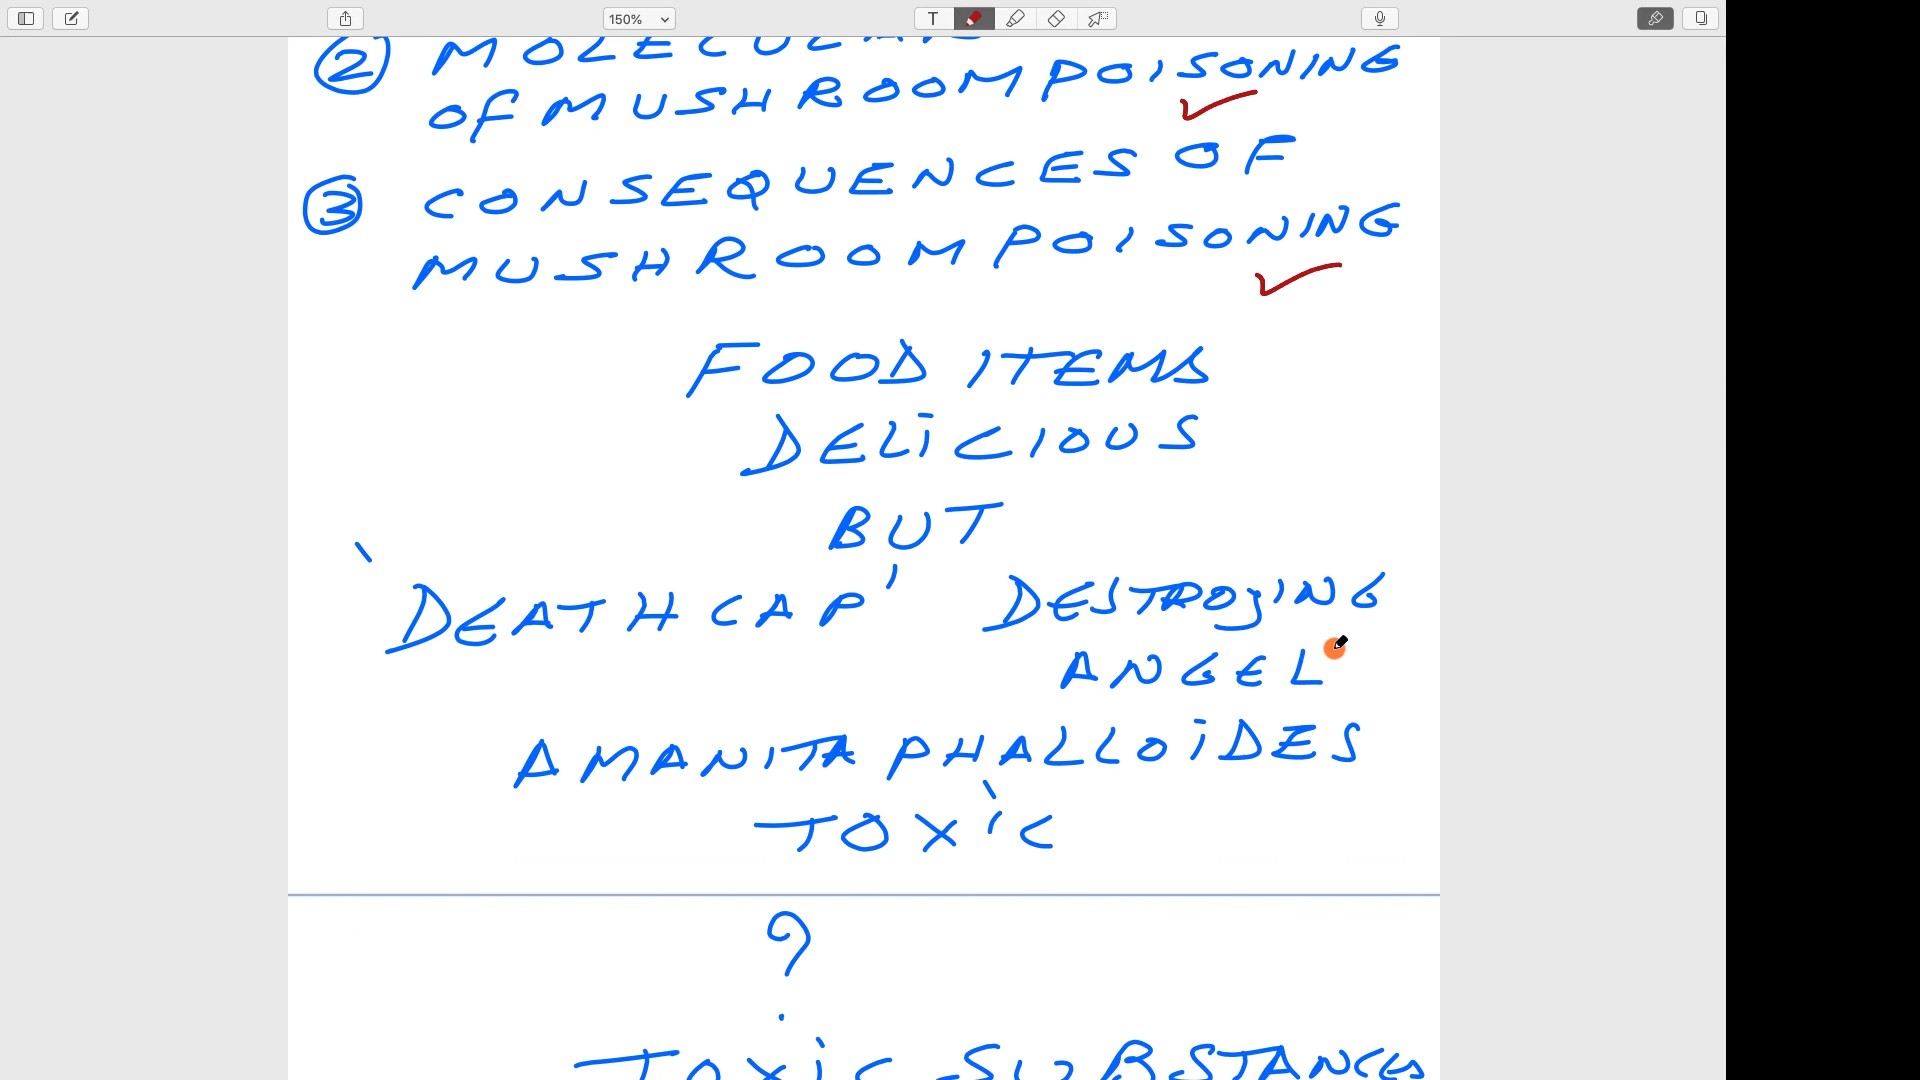 150%
T
② MOLECULAR
Of MUSHROOM POISONING
③ CONSEQUENCES OF
MUSHROOM POISONING
FOOD ITEMS
DELICIOUS
BUT
'DEATH CAP' DESTROYING
ANGEL
AMANITA PHALLOIDES
TOXIC
?
TOXIC SUBSTANCES